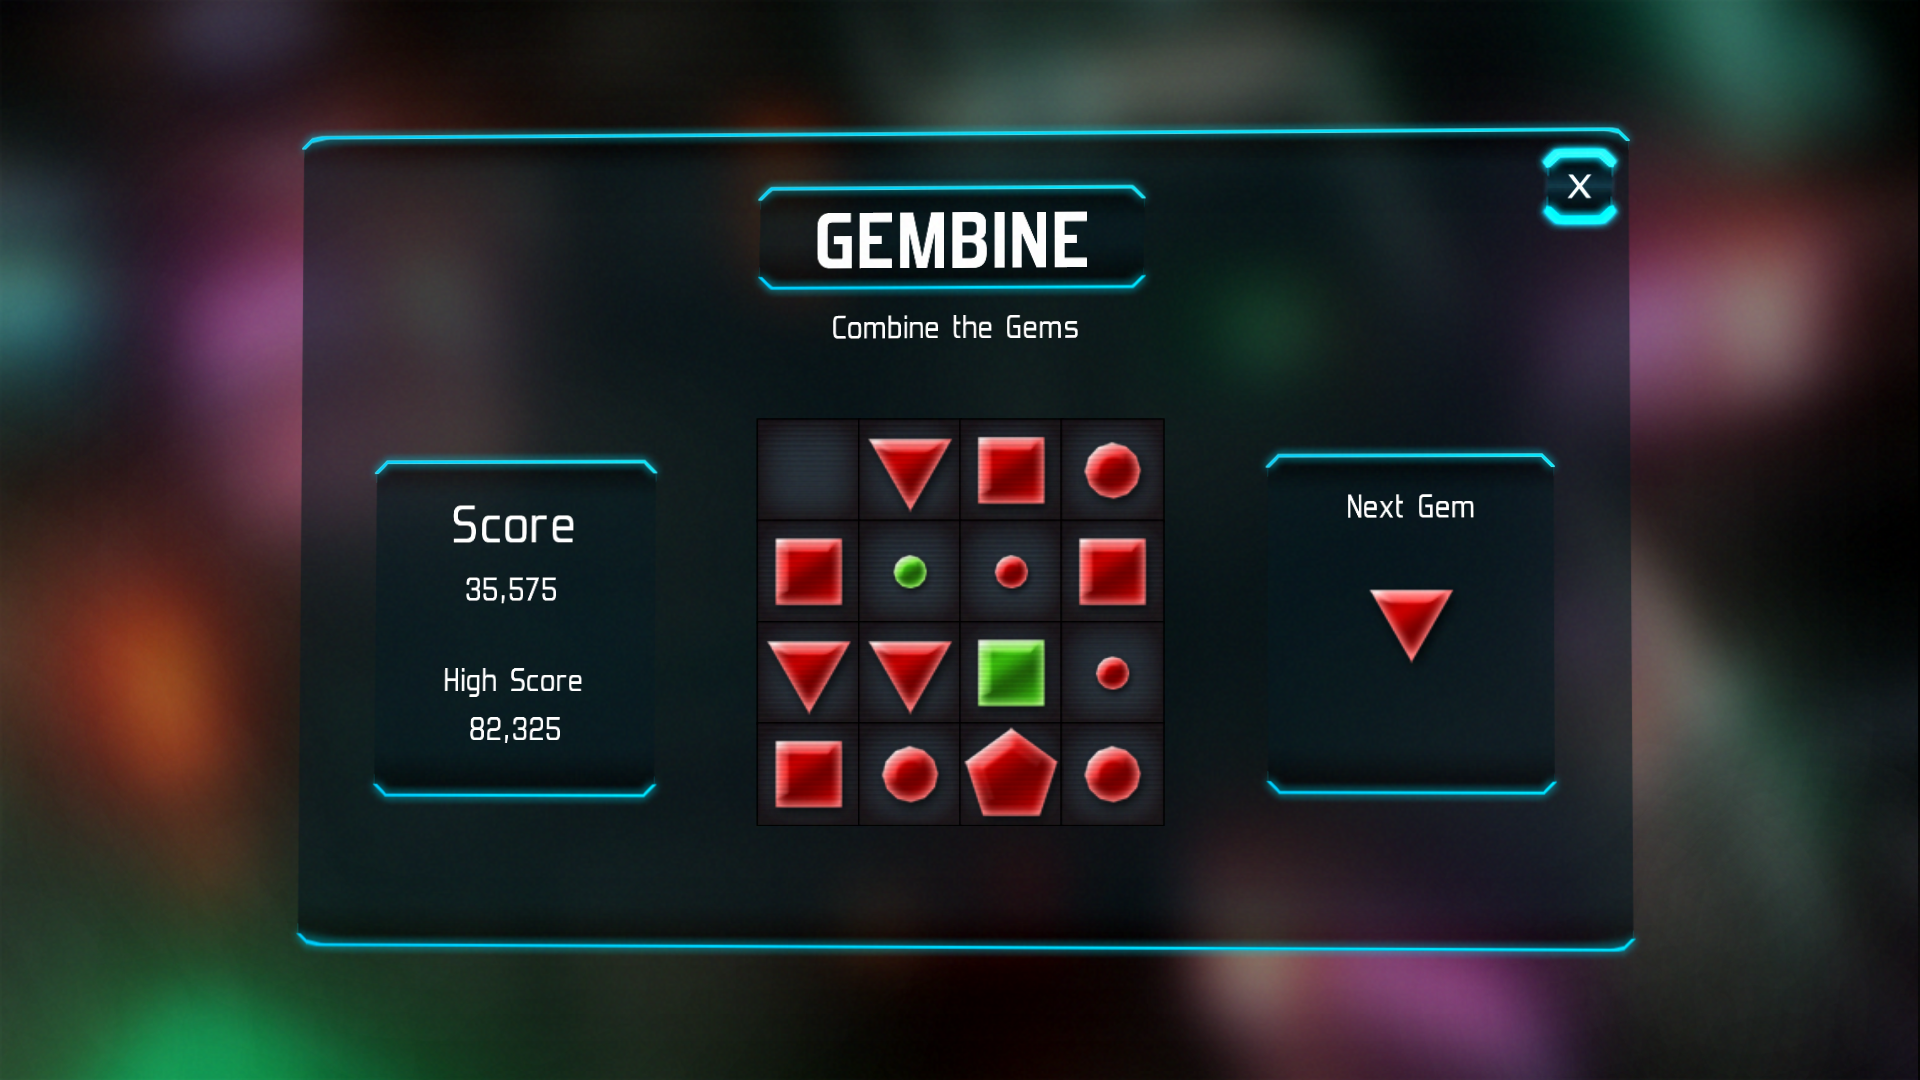 X
GEMBINE
Combine the Gems
Score
35,575
High Score
82,325
Next Gem